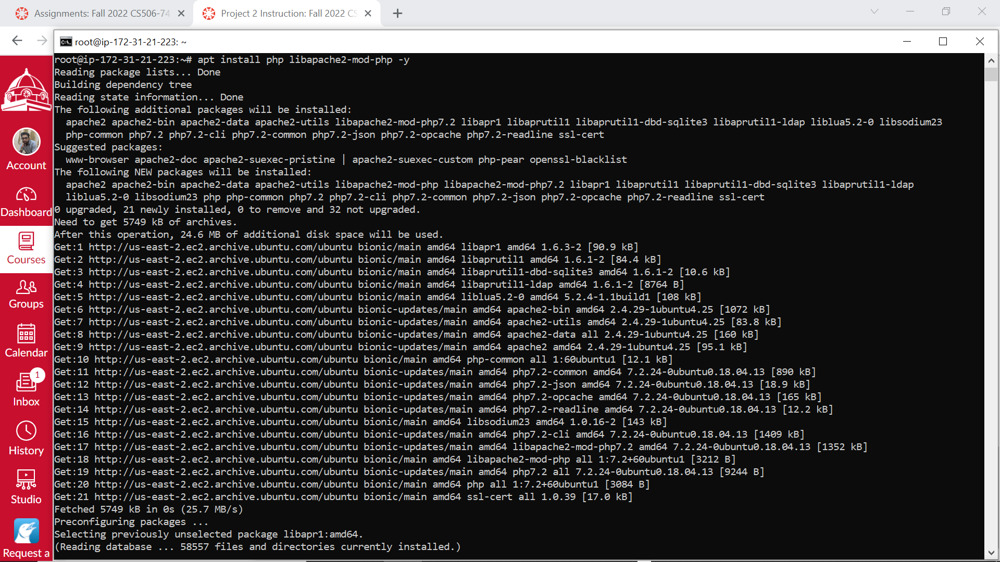 Assignments: Fall 2022 CS506-74
Project 2 Instruction: Fall 2022 CS
root@ip-172-31-21-223: ~
root@ip-172-31-21-223:~# apt install php libapache2-mod-php -y
Reading package lists... Done
Building dependency tree
Reading state information... Done
The following additional packages will be installed:
apache2 apache2-bin apache2-data apache2-utils libapache2-mod-php7.2 libapr1 libaprutil1 libaprutil1-dbd-sqlite3 libaprutil1-ldap liblua5.2-0 libsodium23
php-common php7.2 php7.2-cli php7.2-common php7.2-json php7.2-opcache php7.2-readline ssl-cert
Suggested packages:
www-browser apache2-doc apache2-suexec-pristine | apache2-suexec-custom php-pear openssl-blacklist
The following NEW packages will be installed:
apache2 apache2-bin apache2-data apache2-utils libapache2-mod-php libapache2-mod-php7.2 libapr1 libaprutil1 libaprutil1-dbd-sqlite3 libaprutil1-ldap
liblua5.2-0 libsodium23 php php-common php7.2 php7.2-cli php7.2-common php7.2-json php7.2-opcache php7.2-readline ssl-cert
0 upgraded, 21 newly installed, 0 to remove and 32 not upgraded.
Need to get 5749 kB of archives.
After this operation, 24.6 MB of additional disk space will be used.
Get:1 http://us-east-2.ec2.archive.ubuntu.com/ubuntu bionic/main amd64 libapr1 amd64 1.6.3-2 [90.9 kB]
Get:2 http://us-east-2.ec2.archive.ubuntu.com/ubuntu bionic/main amd64 libaprutil1 amd64 1.6.1-2 [84.4 kB]
Get:3 http://us-east-2.ec2.archive.ubuntu.com/ubuntu bionic/main amd64 libaprutil1-dbd-sqlite3 amd64 1.6.1-2 [10.6 kB]
Get:4 http://us-east-2.ec2.archive.ubuntu.com/ubuntu bionic/main amd64 libaprutil1-ldap amd64 1.6.1-2 [8764 B]
Get:5 http://us-east-2.ec2.archive.ubuntu.com/ubuntu bionic/main amd64 liblua5.2-0 amd64 5.2.4-1.1build1 [108 kB]
Get:6 http://us-east-2.ec2.archive.ubuntu.com/ubuntu bionic-updates/main amd64 apache2-bin amd64 2.4.29-1ubuntu4.25 [1072 kB]
Get:7 http://us-east-2.ec2.archive.ubuntu.com/ubuntu bionic-updates/main amd64 apache2-utils amd64 2.4.29-1ubuntu4.25 [83.8 kB]
Get:8 http://us-east-2.ec2.archive.ubuntu.com/ubuntu bionic-updates/main amd64 apache2-data all 2.4.29-1ubuntu4.25 [160 kB]
Get:9 http://us-east-2.ec2.archive.ubuntu.com/ubuntu bionic-updates/main amd64 apache2 amd64 2.4.29-1ubuntu4.25 [95.1 kB]
Get:10 http://us-east-2.ec2.archive.ubuntu.com/ubuntu bionic/main amd64 php-common all 1:60ubuntu1 [12.1 kB]
Get:11 http://us-east-2.ec2.archive.ubuntu.com/ubuntu bionic-updates/main amd64 php7.2-common amd64 7.2.24-0ubuntu0.18.04.13 [890 kB]
Get:12 http://us-east-2.ec2.archive.ubuntu.com/ubuntu bionic-updates/main amd64 php7.2-json amd64 7.2.24-0ubuntu0.18.04.13 [18.9 kB]
Get:13 http://us-east-2.ec2.archive.ubuntu.com/ubuntu bionic-updates/main amd64 php7.2-opcache amd64 7.2.24-0ubuntu0.18.04.13 [165 kB]
Get:14 http://us-east-2.ec2.archive.ubuntu.com/ubuntu bionic-updates/main amd64 php7.2-readline amd64 7.2.24-0ubuntu0.18.04.13 [12.2 kB]
Get:15 http://us-east-2.ec2.archive.ubuntu.com/ubuntu bionic/main amd64 libsodium23 amd64 1.0.16-2 [143 kB]
Get:16 http://us-east-2.ec2.archive.ubuntu.com/ubuntu bionic-updates/main amd64 php7.2-cli amd64 7.2.24-0ubuntu0.18.04.13 [1409 kB]
Get:17 http://us-east-2.ec2.archive.ubuntu.com/ubuntu bionic-updates/main amd64 libapache2-mod-php7.2 amd64 7.2.24-0ubuntu0.18.04.13 [1352 kB]
Get:18 http://us-east-2.ec2.archive.ubuntu.com/ubuntu bionic/main amd64 libapache2-mod-php all 1:7.2+60ubuntu1 [3212 B]
Get:19 http://us-east-2.ec2.archive.ubuntu.com/ubuntu bionic-updates/main amd64 php7.2 all 7.2.24-0ubuntu0.18.04.13 [9244 B]
Get:20 http://us-east-2.ec2.archive.ubuntu.com/ubuntu bionic/main amd64 php all 1:7.2+60ubuntu1 [3084 B]
Get:21 http://us-east-2.ec2.archive.ubuntu.com/ubuntu bionic/main amd64 ssl-cert all 1.0.39 [17.0 kB]
Fetched 5749 kB in 0s (25.7 MB/s)
Preconfiguring packages ...
Selecting previously unselected package libapr1:amd64.
(Reading database ... 58557 files and directories currently installed.)
Account
Dashboard
Courses
Groups
Calendar
1
Inbox
History
Studio
Request a